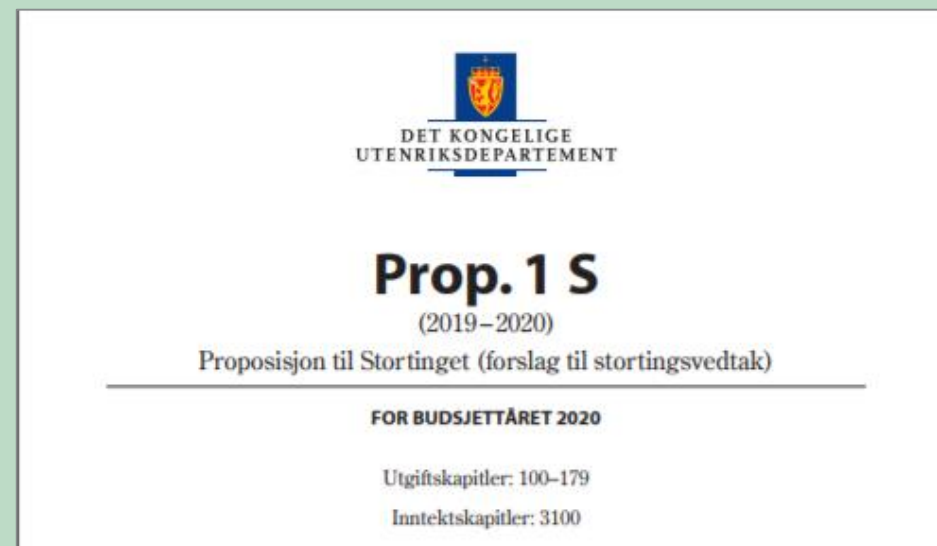 DET KONGELIGE
UTENRIKSDEPARTEMENT
Prop. 1 S
(2019–2020)
Proposisjon til Stortinget (forslag til stortingsvedtak)
FOR BUDSJETTÅRET 2020
Utgiftskapitler: 100–179
Inntektskapitler: 3100